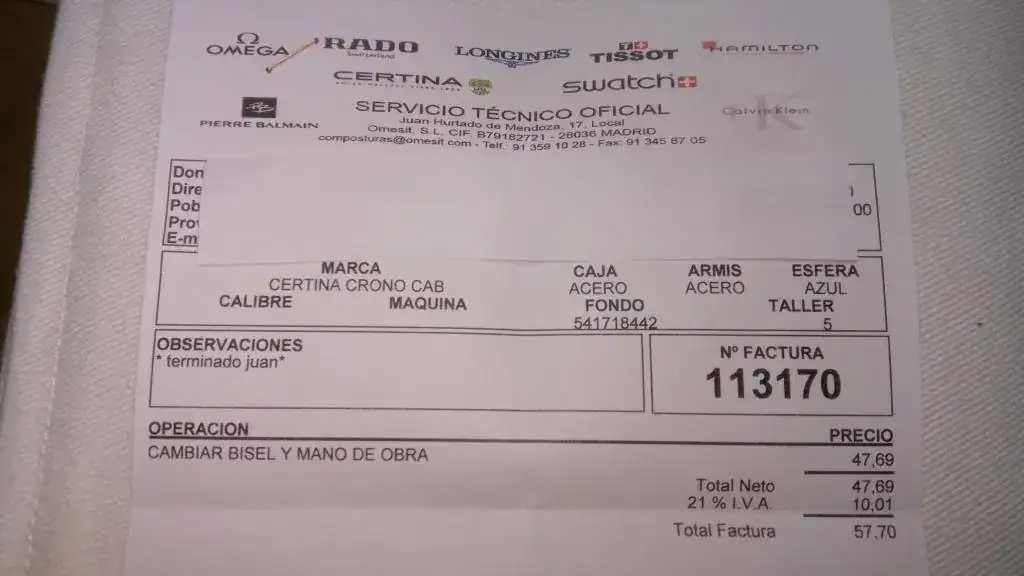 Ω OMEGA RADO Switzerland LONGINES TISSOT HAMILTON
CERTINA swatch
PB PIERRE BALMAIN Calvin Klein
SERVICIO TÉCNICO OFICIAL
Juan Hurtado de Mendoza, 17, Local
Omesit, S.L. CIF. B79182721 - 28036 MADRID
composturas@omesit.com - Telf.: 91 359 10 28 - Fax: 91 345 87 05
Don
Dire )
Pob 00
Pro
E-m
MARCA CAJA ARMIS ESFERA
CERTINA CRONO CAB ACERO ACERO AZUL
CALIBRE MAQUINA FONDO TALLER
541718442 5
OBSERVACIONES
* terminado juan*
Nº FACTURA
113170
OPERACION PRECIO
CAMBIAR BISEL Y MANO DE OBRA 47,69
Total Neto 47,69
21 % I.V.A. 10,01
Total Factura 57,70